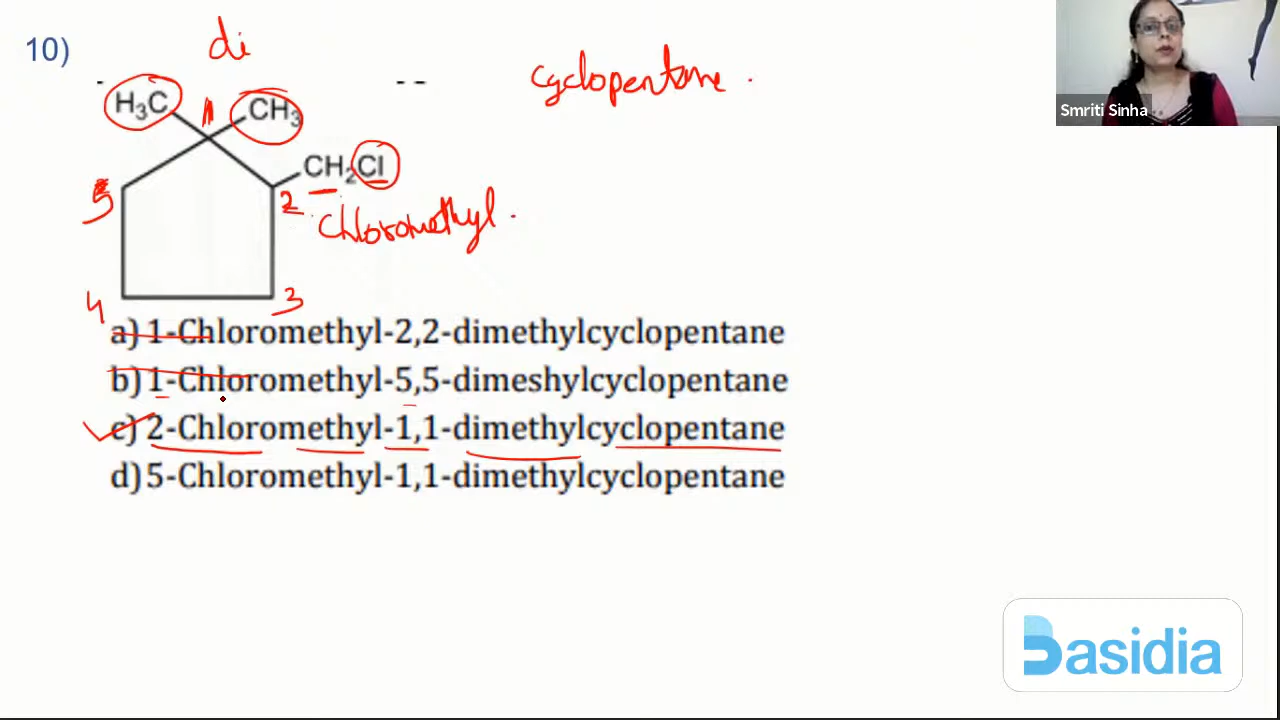 10)
di
cyclopentane.
H3C 1 CH3
CH2Cl
5
2
Chloromethyl.
4 3
a) 1-Chloromethyl-2,2-dimethylcyclopentane
b) 1-Chloromethyl-5,5-dimeshylcyclopentane
c) 2-Chloromethyl-1,1-dimethylcyclopentane
d) 5-Chloromethyl-1,1-dimethylcyclopentane
Smriti Sinha
Basidia